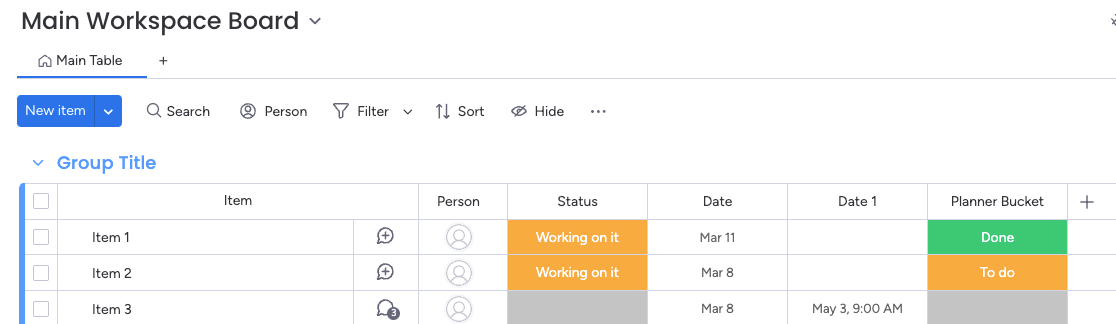 Main Workspace Board
Main Table +
New item Search Person Filter Sort Hide ...
Group Title
Item Person Status Date Date 1 Planner Bucket +
Item 1 Working on it Mar 11 Done
Item 2 Working on it Mar 8 To do
Item 3 3 Mar 8 May 3, 9:00 AM